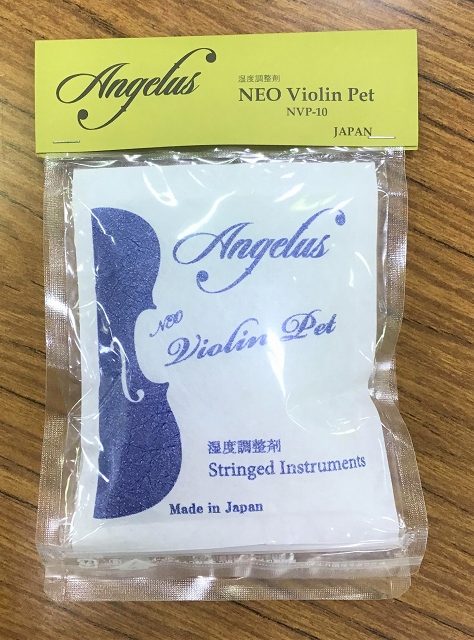 Angelus
湿度調整剤
NEO Violin Pet
NVP-10
JAPAN
Angelus
NEO
Violin Pet
湿度調整剤
Stringed Instruments
Made in Japan